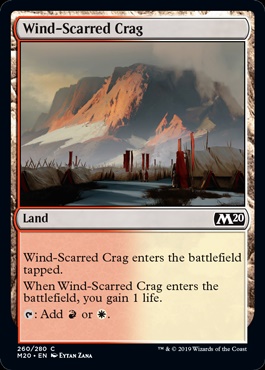 Wind-Scarred Crag
Land
M20
Wind-Scarred Crag enters the battlefield
tapped.
When Wind-Scarred Crag enters the
battlefield, you gain 1 life.
: Add or .
260/280 C
M20 • EN Eytan Zana
™ & © 2019 Wizards of the Coast